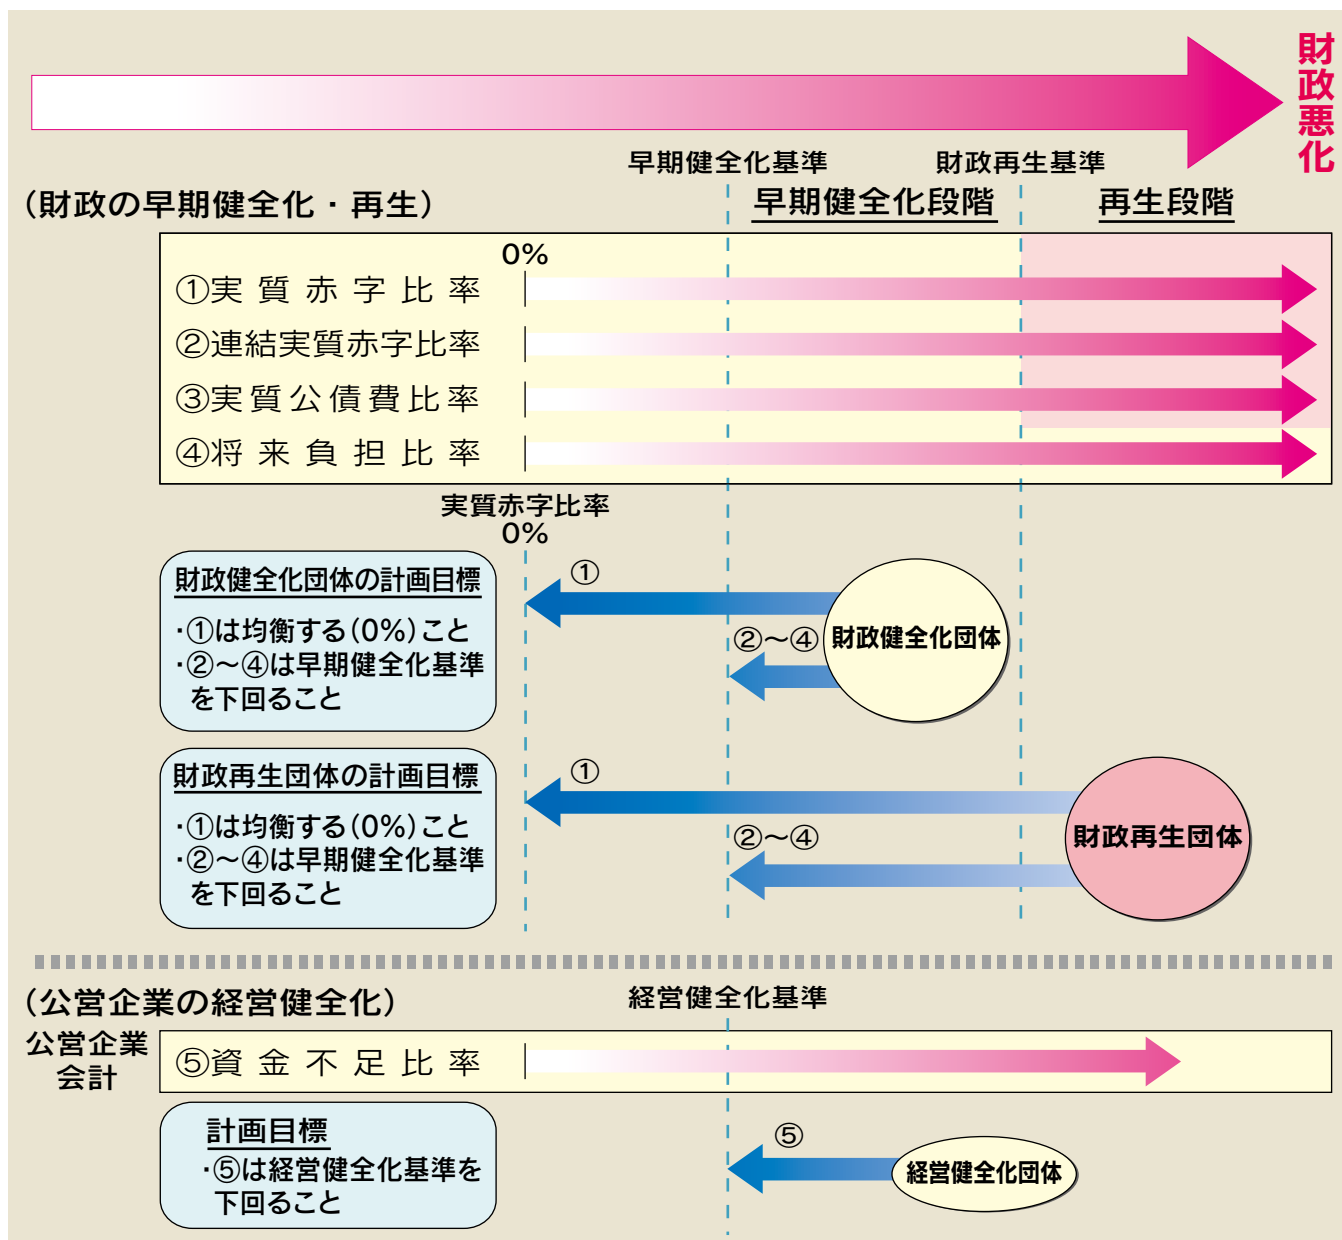 財政悪化
早期健全化基準 財政再生基準
（財政の早期健全化・再生） 早期健全化段階 再生段階
0%
①実質赤字比率
②連結実質赤字比率
③実質公債費比率
④将来負担比率
実質赤字比率
0%
財政健全化団体の計画目標
・①は均衡する（0%）こと
・②～④は早期健全化基準
を下回ること
①
②～④
財政健全化団体
財政再生団体の計画目標
・①は均衡する（0%）こと
・②～④は早期健全化基準
を下回ること
①
②～④
財政再生団体
（公営企業の経営健全化） 経営健全化基準
公営企業
会計
⑤資金不足比率
計画目標
・⑤は経営健全化基準を
下回ること
⑤
経営健全化団体